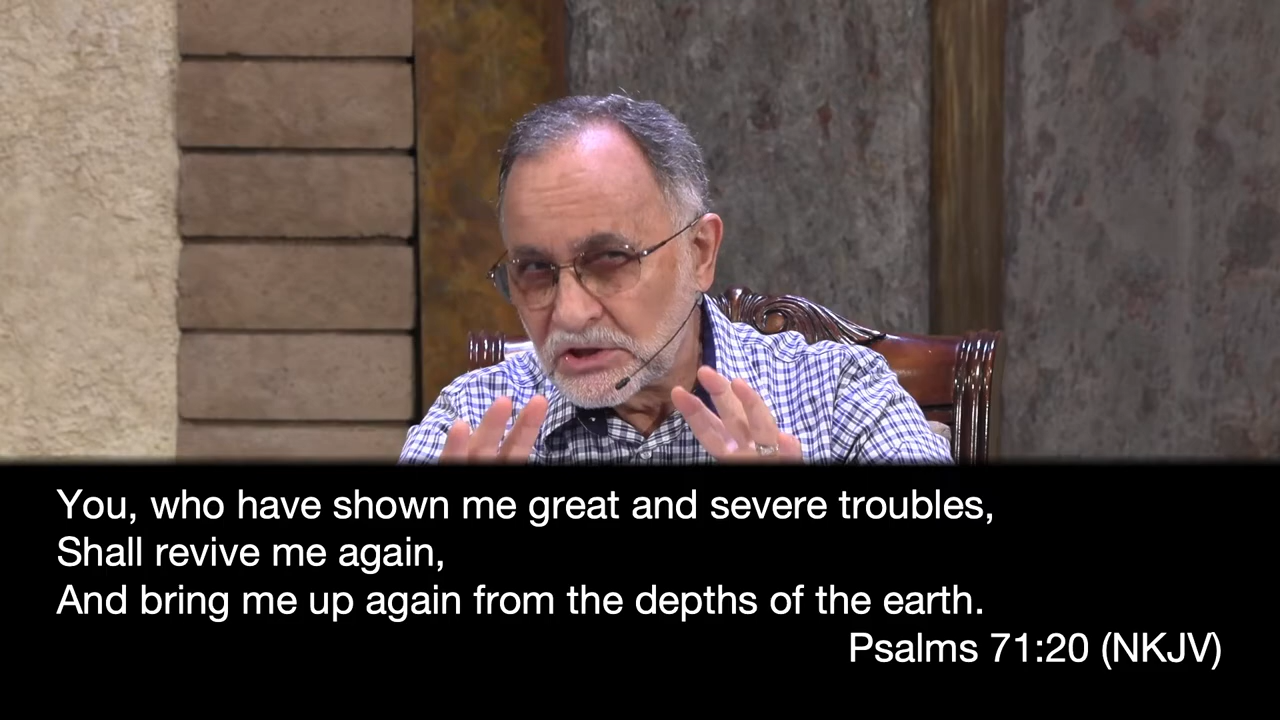 You, who have shown me great and severe troubles,
Shall revive me again,
And bring me up again from the depths of the earth.
Psalms 71:20 (NKJV)